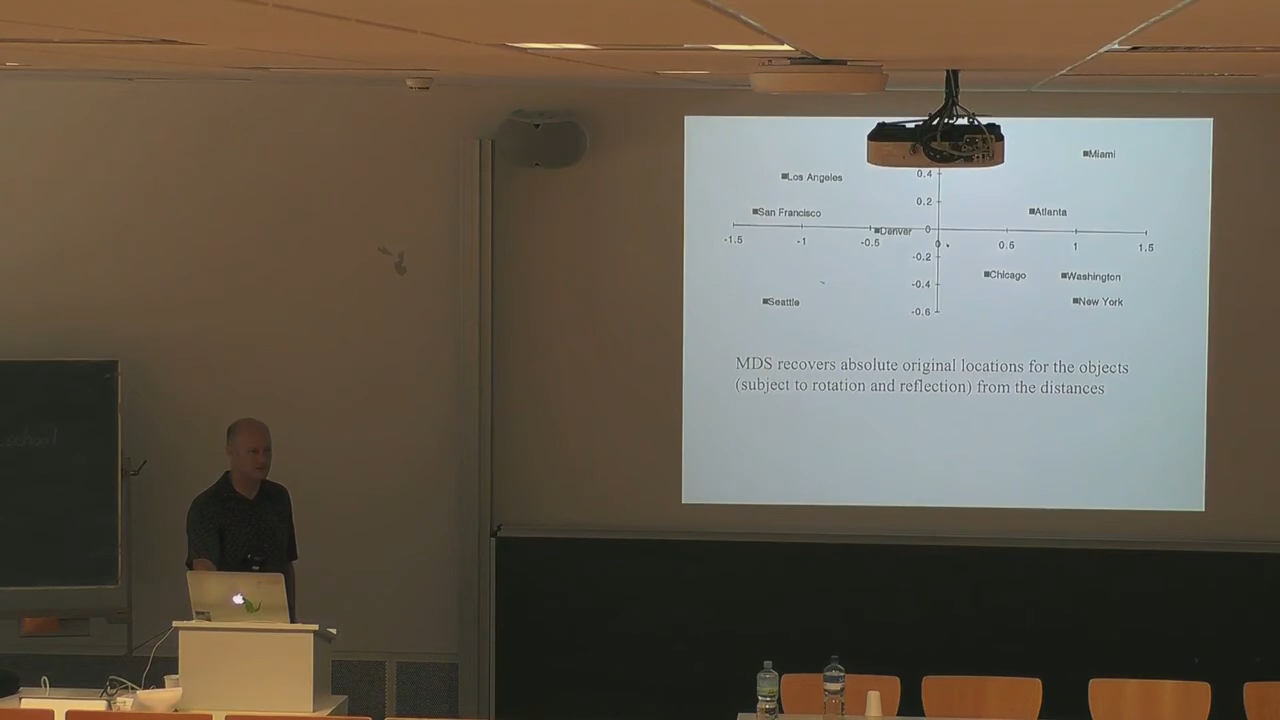 Miami
0.4
Los Angeles
0.2
San Francisco
Atlanta
Denver
0
-1.5
-1
-0.5
0
0.5
1
1.5
-0.2
Chicago
Washington
-0.4
Seattle
New York
-0.6
MDS recovers absolute original locations for the objects
(subject to rotation and reflection) from the distances